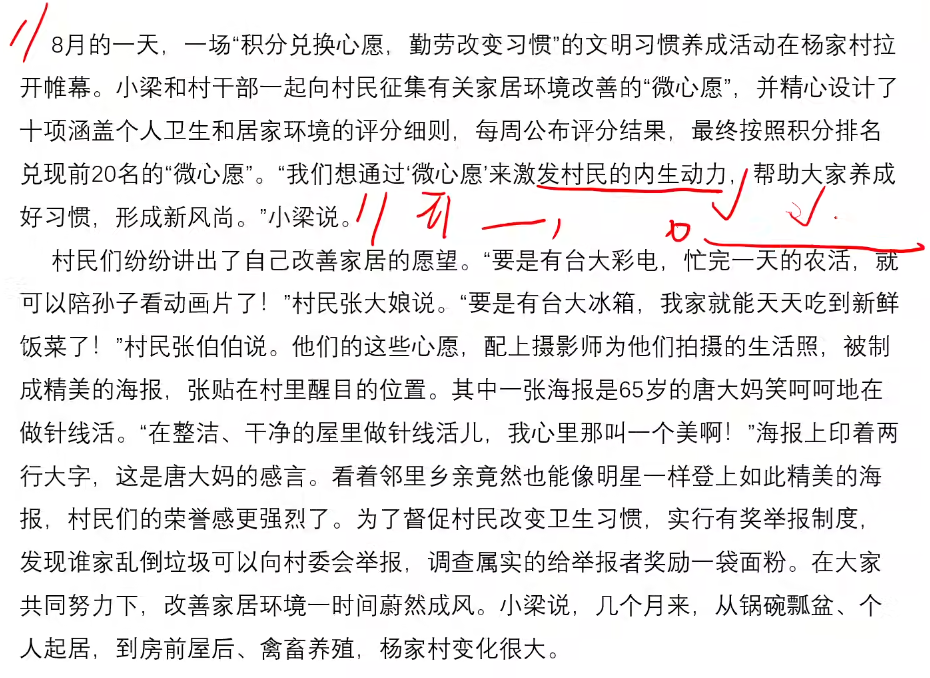 8月的一天，一场“积分兑换心愿，勤劳改变习惯”的文明习惯养成活动在杨家村拉
开帷幕。小梁和村干部一起向村民征集有关家居环境改善的“微心愿”，并精心设计了
十项涵盖个人卫生和居家环境的评分细则，每周公布评分结果，最终按照积分排名
兑现前20名的“微心愿”。“我们想通过‘微心愿’来激发村民的内生动力，帮助大家养成
好习惯，形成新风尚。”小梁说。
村民们纷纷讲出了自己改善家居的愿望。“要是有台大彩电，忙完一天的农活，就
可以陪孙子看动画片了！”村民张大娘说。“要是有台大冰箱，我家就能天天吃到新鲜
饭菜了！”村民张伯伯说。他们的这些心愿，配上摄影师为他们拍摄的生活照，被制
成精美的海报，张贴在村里醒目的位置。其中一张海报是65岁的唐大妈笑呵呵地在
做针线活。“在整洁、干净的屋里做针线活儿，我心里那叫一个美啊！”海报上印着两
行大字，这是唐大妈的感言。看着邻里乡亲竟然也能像明星一样登上如此精美的海
报，村民们的荣誉感更强烈了。为了督促村民改变卫生习惯，实行有奖举报制度，
发现谁家乱倒垃圾可以向村委会举报，调查属实的给举报者奖励一袋面粉。在大家
共同努力下，改善家居环境一时间蔚然成风。小梁说，几个月来，从锅碗瓢盆、个
人起居，到房前屋后、禽畜养殖，杨家村变化很大。